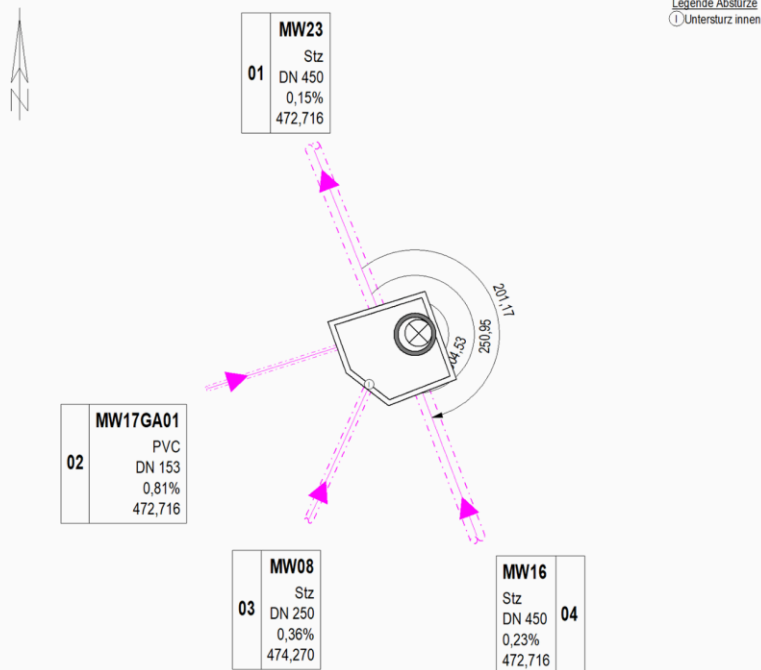 Legende Abstürze
I Untersturz innen
N
01
MW23
Stz
DN 450
0,15%
472,716
201,17
250,95
02
MW17GA01
PVC
DN 153
0,81%
472,716
I
03
MW08
Stz
DN 250
0,36%
474,270
MW16
Stz
DN 450
0,23%
472,716
04